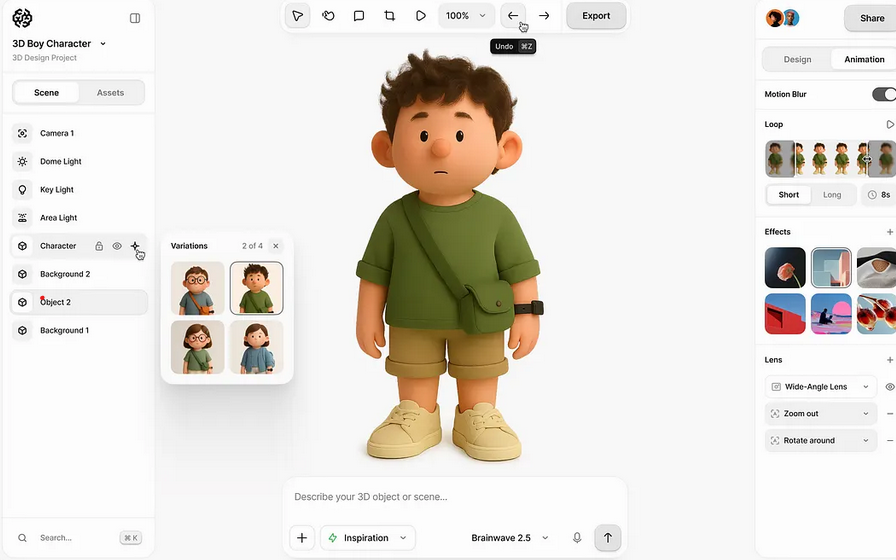 3D Boy Character
3D Design Project
Scene
Assets
Camera 1
Dome Light
Key Light
Area Light
Character
Background 2
Object 2
Background 1
Search...
⌘ K
Variations
2 of 4
100%
Export
Undo
⌘Z
Describe your 3D object or scene...
Inspiration
Brainwave 2.5
Share
Design
Animation
Motion Blur
Loop
Short
Long
8s
Effects
Lens
Wide-Angle Lens
Zoom out
Rotate around